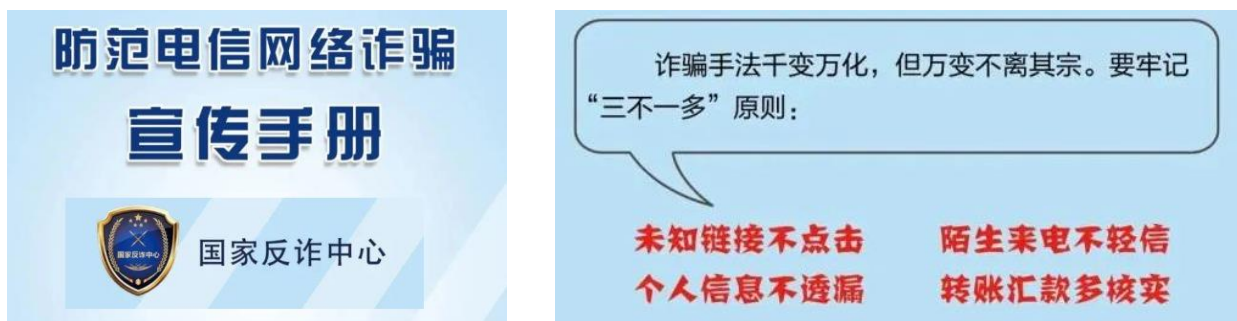 防范电信网络诈骗
宣传手册
国家反诈中心
国家反诈中心
诈骗手法千变万化，但万变不离其宗。要牢记
“三不一多”原则：
未知链接不点击 陌生来电不轻信
个人信息不透漏 转账汇款多核实